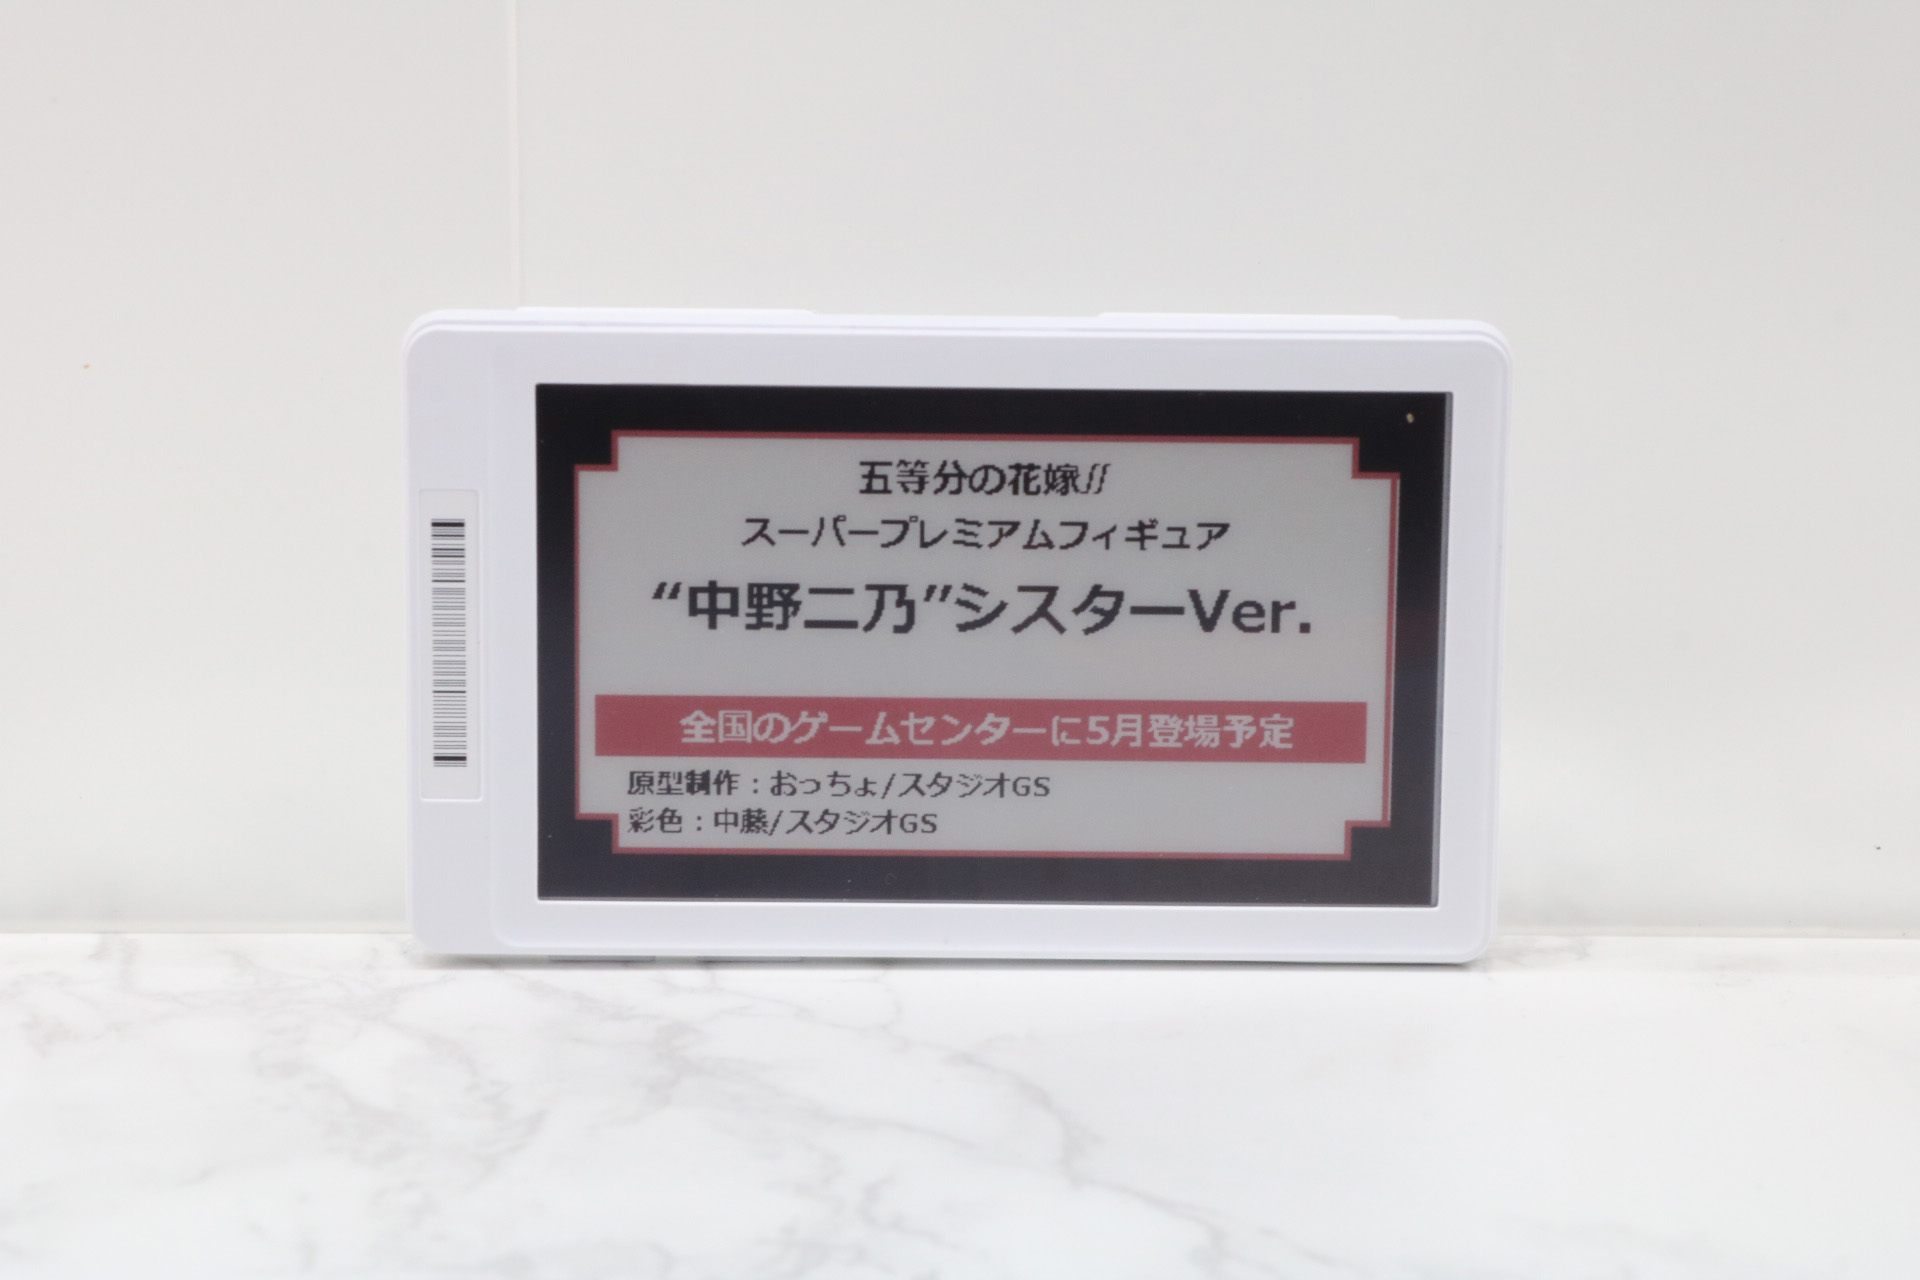 五等分の花嫁∬
スーパープレミアムフィギュア
“中野二乃”シスターVer.
全国のゲームセンターに5月登場予定
原型制作：おっちょ/スタジオGS
彩色：中藤/スタジオGS